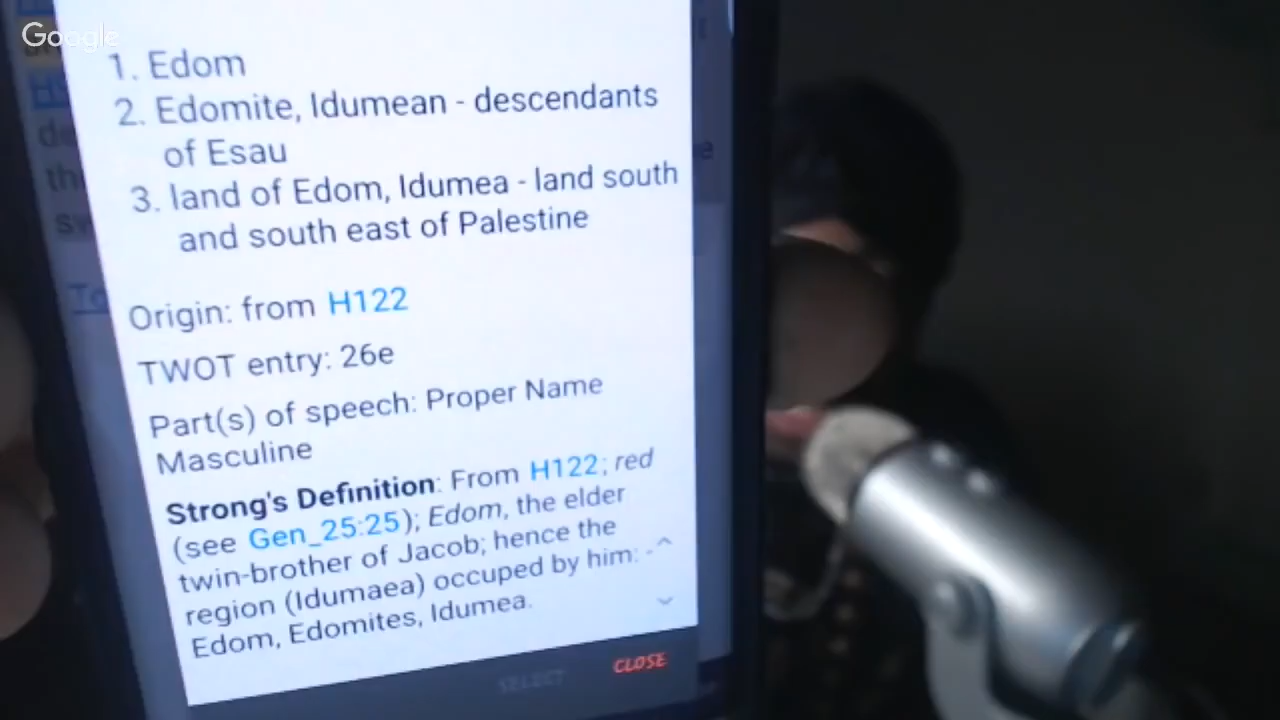 Google
1. Edom
2. Edomite, Idumean - descendants
of Esau
3. land of Edom, Idumea - land south
and south east of Palestine
Origin: from H122
TWOT entry: 26e
Part(s) of speech: Proper Name
Masculine
Strong's Definition: From H122; red
(see Gen_25:25); Edom, the elder
twin-brother of Jacob; hence the
region (Idumaea) occuped by him: -
Edom, Edomites, Idumea.
SELECT CLOSE